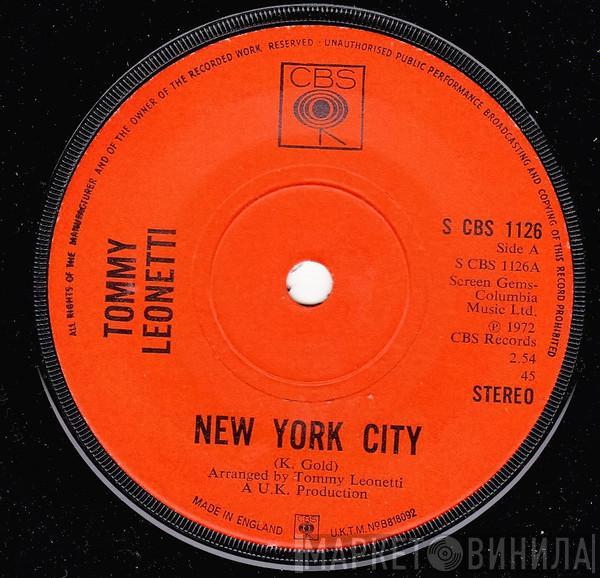 ALL RIGHTS OF THE MANUFACTURER AND OF THE OWNER OF THE RECORDED WORK RESERVED · UNAUTHORISED PUBLIC PERFORMANCE BROADCASTING AND COPYING OF THIS RECORD PROHIBITED
CBS
TOMMY
LEONETTI
S CBS 1126
Side A
S CBS 1126A
Screen Gems-
Columbia
Music Ltd.
℗ 1972
CBS Records
2.54
45
STEREO
NEW YORK CITY
(K. Gold)
Arranged by Tommy Leonetti
A U.K. Production
MADE IN ENGLAND
CBS
U.K.T.M. Nº B818092
МАРКЕТ ВИНИЛА